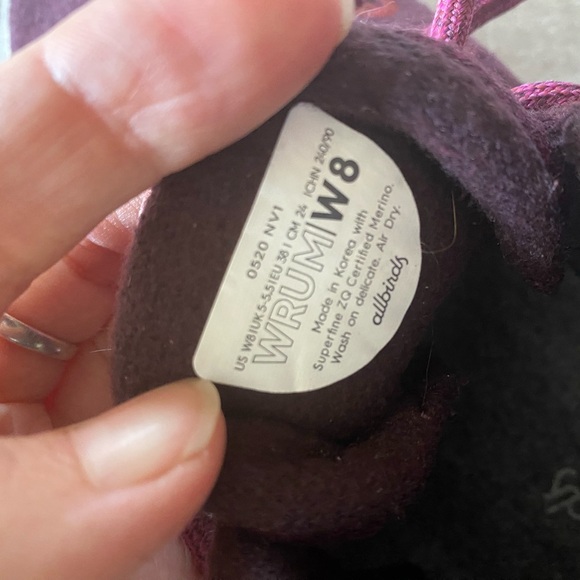 0520 NV1
US W8 | UK 5-5.5 | EU 38 | CM 24 | CHN 240/90
WRUM|W8
Made in Korea with
Superfine ZQ Certified Merino.
Wash on delicate. Air Dry.
allbirds